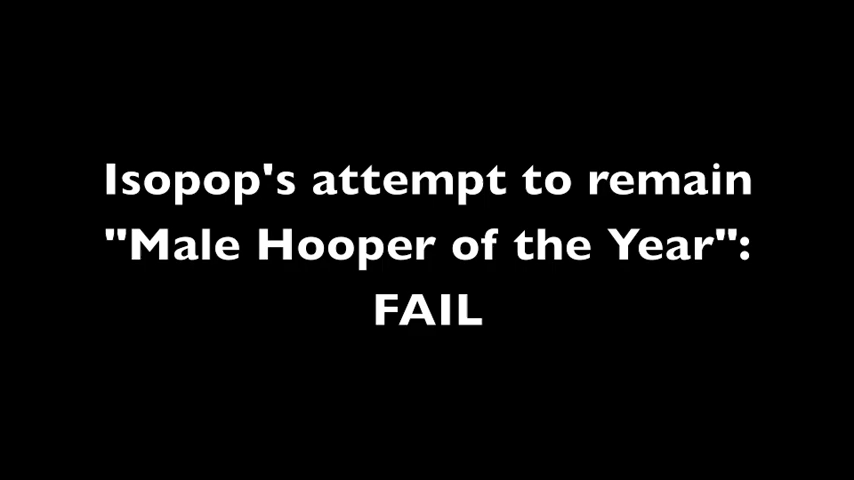 Isopop's attempt to remain
"Male Hooper of the Year":
FAIL